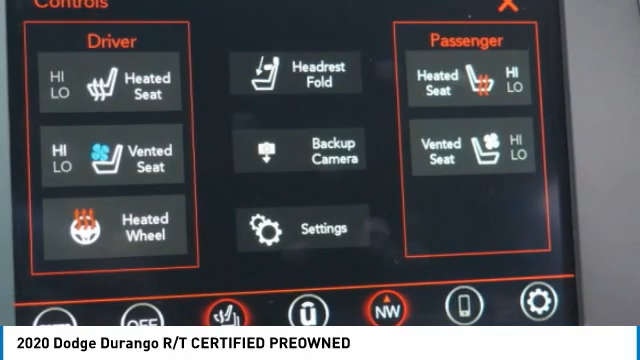 Controls
X
Driver
Passenger
HI
LO
Heated
Seat
Headrest
Fold
Heated
Seat
HI
LO
HI
LO
Vented
Seat
Backup
Camera
Vented
Seat
HI
LO
Heated
Wheel
Settings
OFF
NW
2020 Dodge Durango R/T CERTIFIED PREOWNED